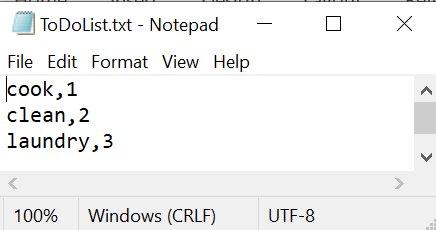 ToDoList.txt - Notepad
File Edit Format View Help
cook,1
clean,2
laundry,3
100% Windows (CRLF) UTF-8